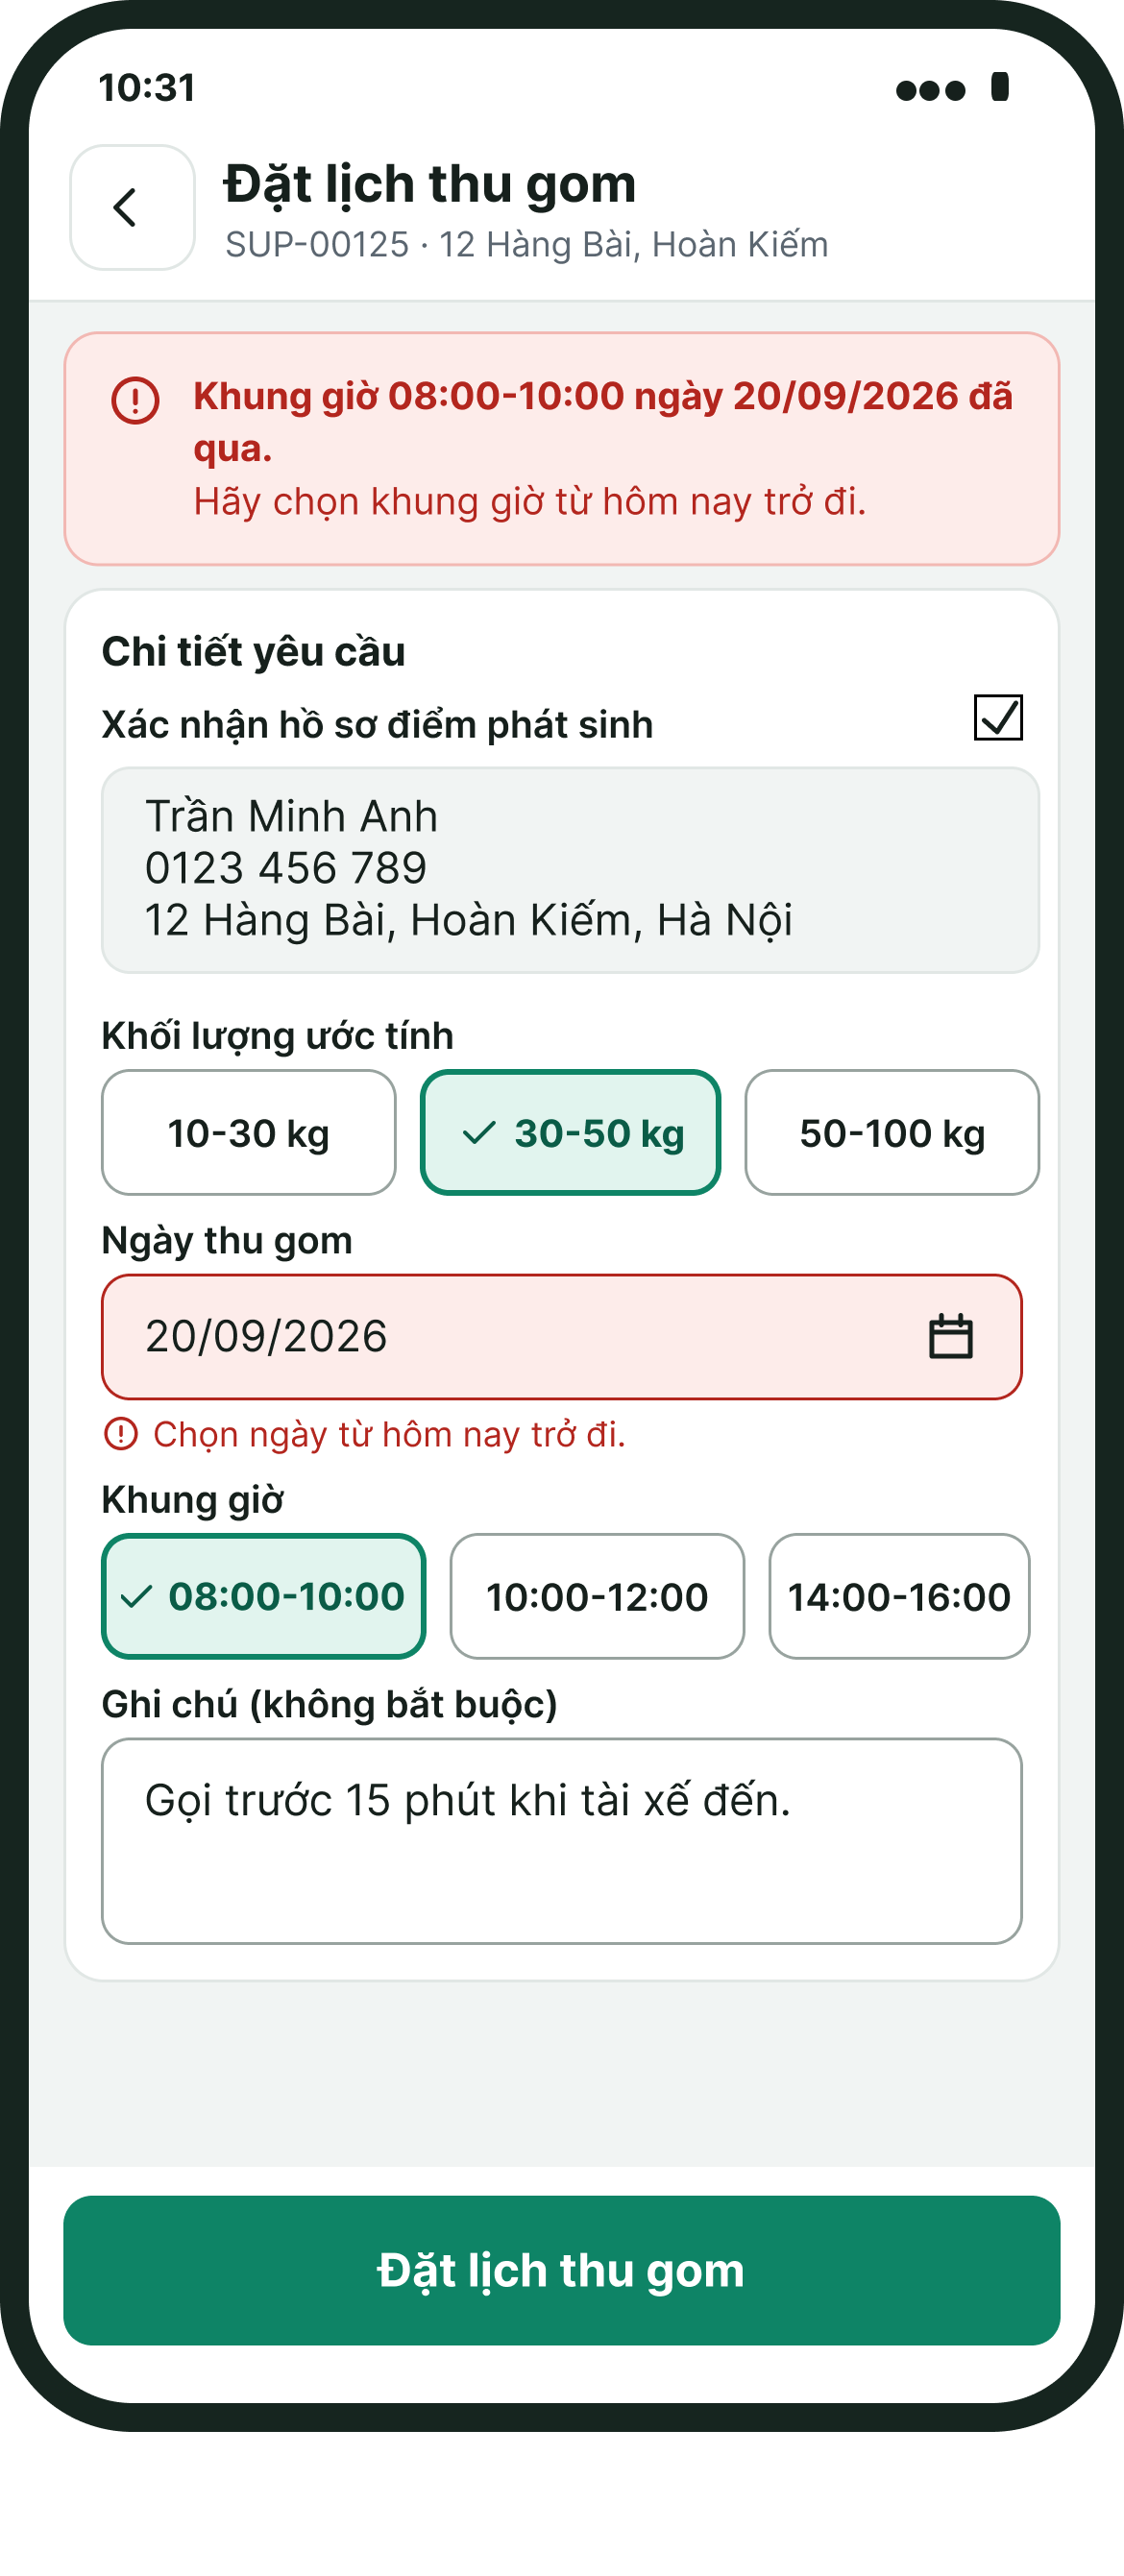 10:31
Đặt lịch thu gom
SUP-00125 · 12 Hàng Bài, Hoàn Kiếm
Khung giờ 08:00-10:00 ngày 20/09/2026 đã
qua.
Hãy chọn khung giờ từ hôm nay trở đi.
Chi tiết yêu cầu
Xác nhận hồ sơ điểm phát sinh
Trần Minh Anh
0123 456 789
12 Hàng Bài, Hoàn Kiếm, Hà Nội
Khối lượng ước tính
10-30 kg
30-50 kg
50-100 kg
Ngày thu gom
20/09/2026
Chọn ngày từ hôm nay trở đi.
Khung giờ
08:00-10:00
10:00-12:00
14:00-16:00
Ghi chú (không bắt buộc)
Gọi trước 15 phút khi tài xế đến.
Đặt lịch thu gom